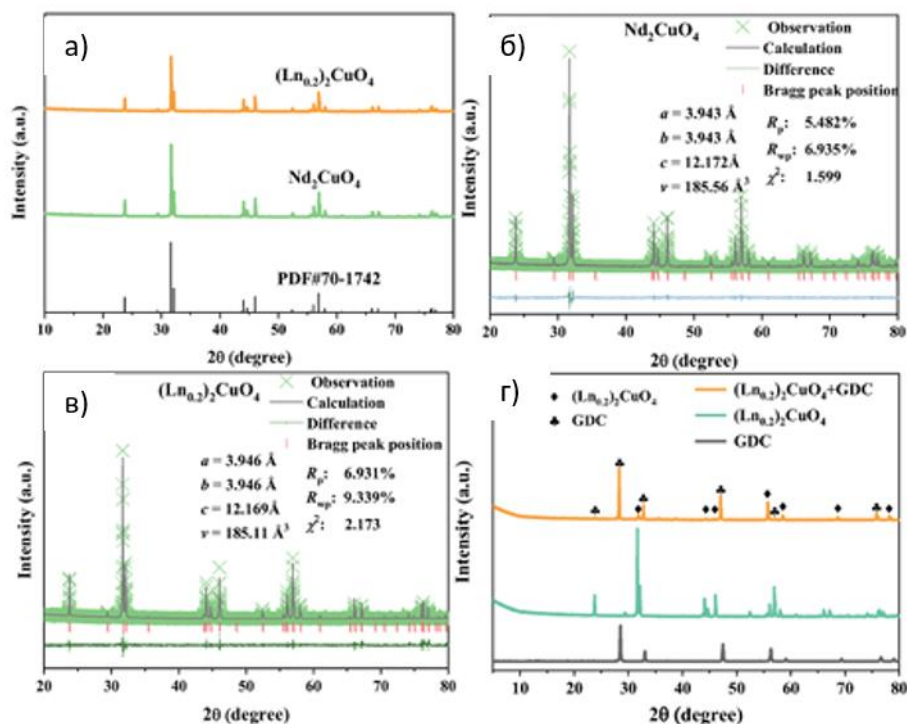 а)
(Ln0.2)2CuO4
Nd2CuO4
PDF#70-1742
Intensity (a.u.)
10 20 30 40 50 60 70 80
2θ (degree)
б)
Nd2CuO4
Observation
Calculation
Difference
Bragg peak position
a = 3.943 Å
b = 3.943 Å
c = 12.172Å
v = 185.56 Å3
Rp: 5.482%
Rwp: 6.935%
χ2: 1.599
Intensity (a.u.)
20 30 40 50 60 70 80
2θ (degree)
в)
(Ln0.2)2CuO4
Observation
Calculation
Difference
Bragg peak position
a = 3.946 Å
b = 3.946 Å
c = 12.169Å
v = 185.11 Å3
Rp: 6.931%
Rwp: 9.339%
χ2: 2.173
Intensity (a.u.)
20 30 40 50 60 70 80
2θ (degree)
г)
♦ (Ln0.2)2CuO4
♣ GDC
(Ln0.2)2CuO4+GDC
(Ln0.2)2CuO4
GDC
Intensity (a.u.)
10 20 30 40 50 60 70 80
2θ (degree)